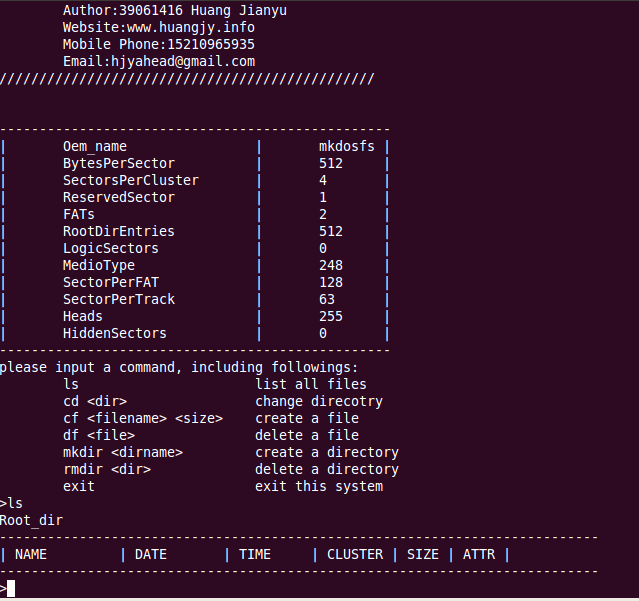 Author:39061416 Huang Jianyu
Website:www.huangjy.info
Mobile Phone:15210965935
Email:hjyahead@gmail.com
///////////////////////////////////////////////
-------------------------------------------------
| Oem_name | mkdosfs |
| BytesPerSector | 512 |
| SectorsPerCluster | 4 |
| ReservedSector | 1 |
| FATs | 2 |
| RootDirEntries | 512 |
| LogicSectors | 0 |
| MedioType | 248 |
| SectorPerFAT | 128 |
| SectorPerTrack | 63 |
| Heads | 255 |
| HiddenSectors | 0 |
-------------------------------------------------
please input a command, including followings:
ls list all files
cd <dir> change direcotry
cf <filename> <size> create a file
df <file> delete a file
mkdir <dirname> create a directory
rmdir <dir> delete a directory
exit exit this system
>ls
Root_dir
---------------------------------------------------------------------------
| NAME | DATE | TIME | CLUSTER | SIZE | ATTR |
---------------------------------------------------------------------------
>